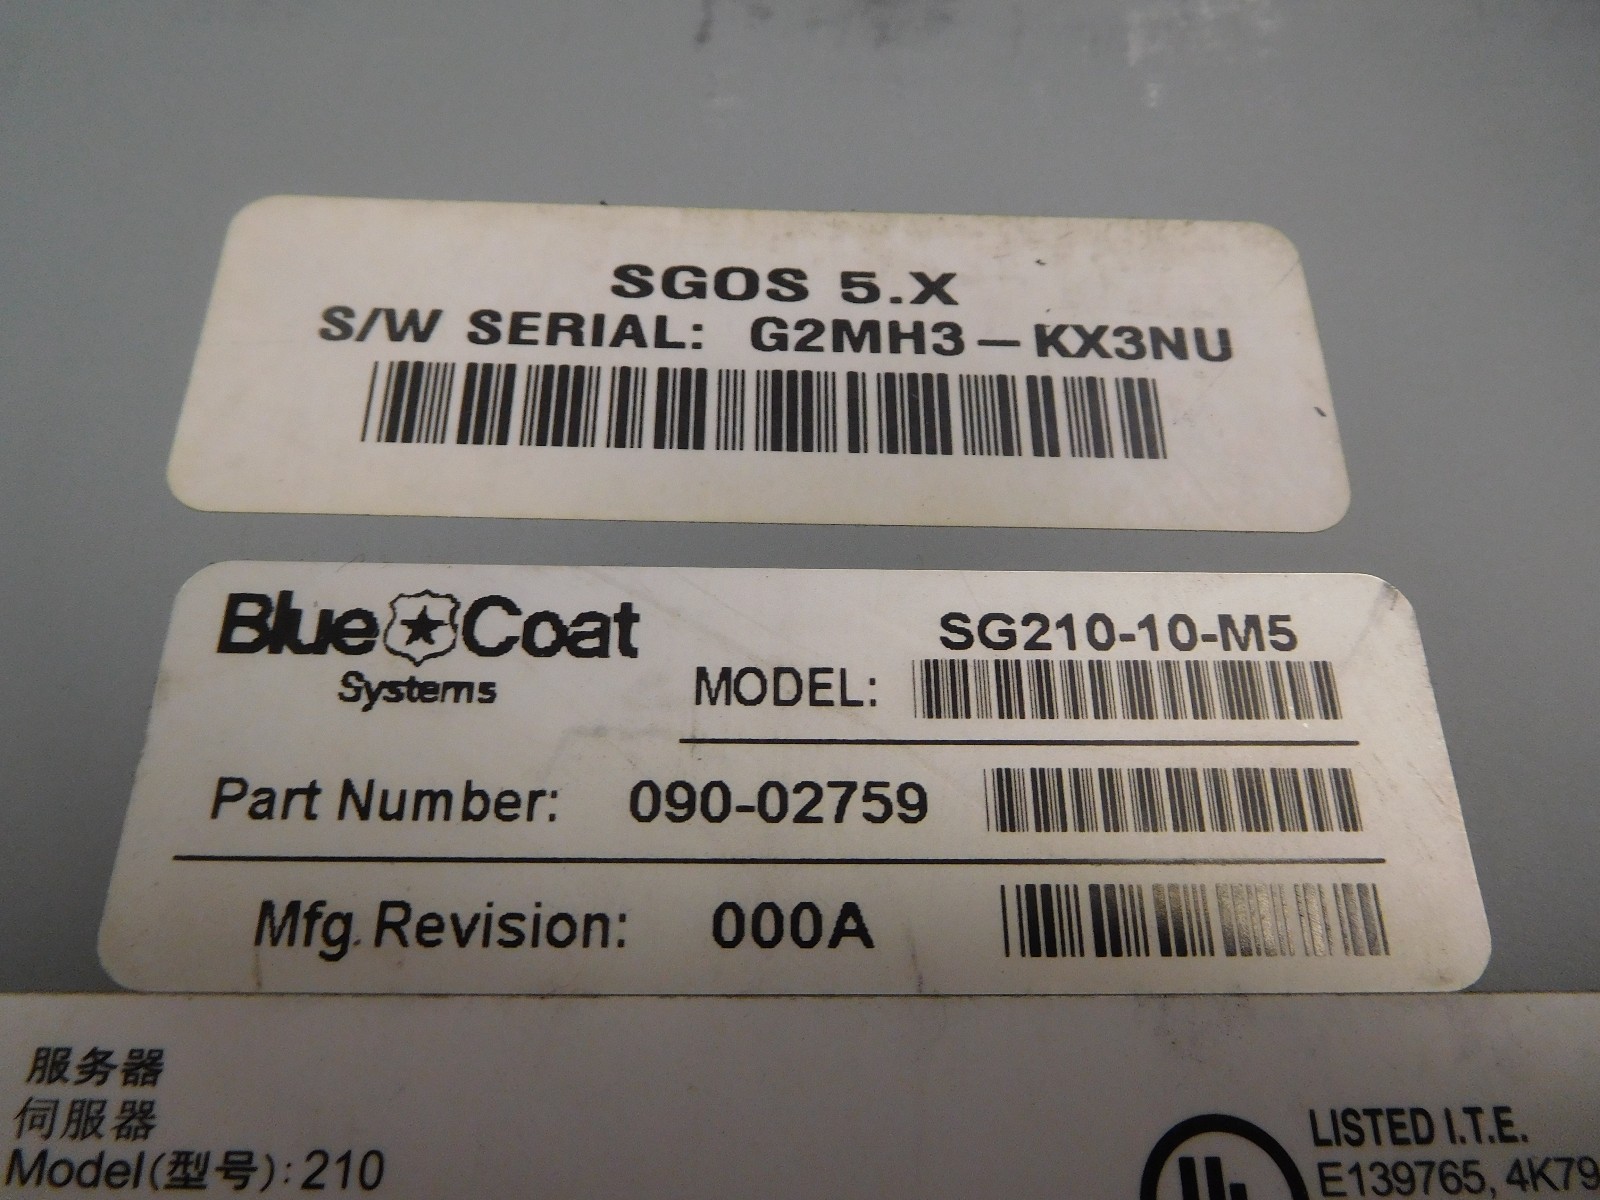 SGOS 5.X
S/W SERIAL: G2MH3-KX3NU
Blue Coat
Systems
SG210-10-M5
MODEL:
Part Number: 090-02759
Mfg. Revision: 000A
服务器
伺服器
Model(型号): 210
UL
LISTED I.T.E.
E139765, 4K79